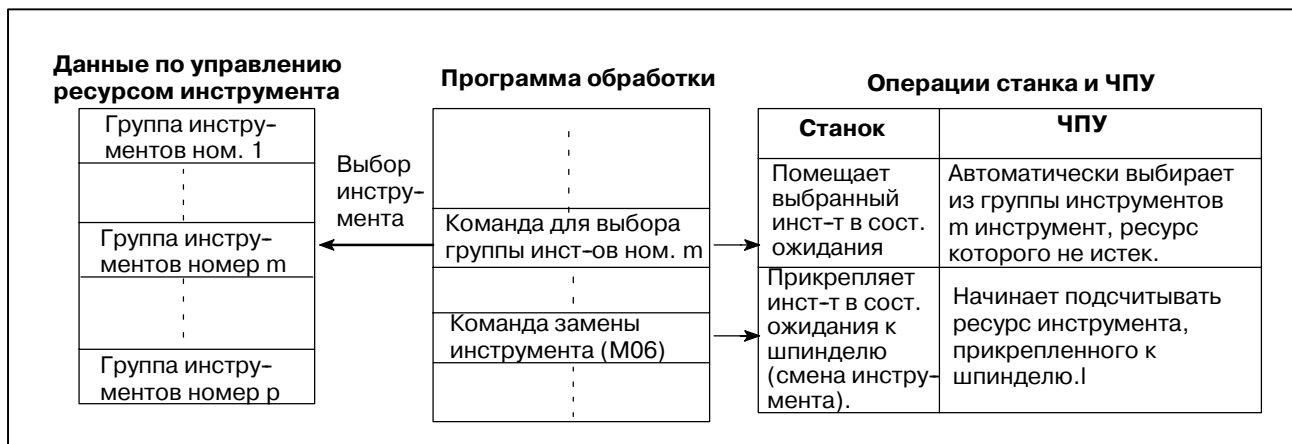 Данные по управлению
ресурсом инструмента
Группа инстру-
ментов ном. 1
Группа инстру-
ментов номер m
Группа инстру-
ментов номер p
Выбор
инстру-
мента
Программа обработки
Команда для выбора
группы инст-ов ном. m
Команда замены
инструмента (M06)
Операции станка и ЧПУ
Станок
ЧПУ
Помещает
выбранный
инст-т в сост.
ожидания
Автоматически выбирает
из группы инструментов
m инструмент, ресурс
которого не истек.
Прикрепляет
инст-т в сост.
ожидания к
шпинделю
(смена инстру-
мента).
Начинает подсчитывать
ресурс инструмента,
прикрепленного к
шпинделю.l